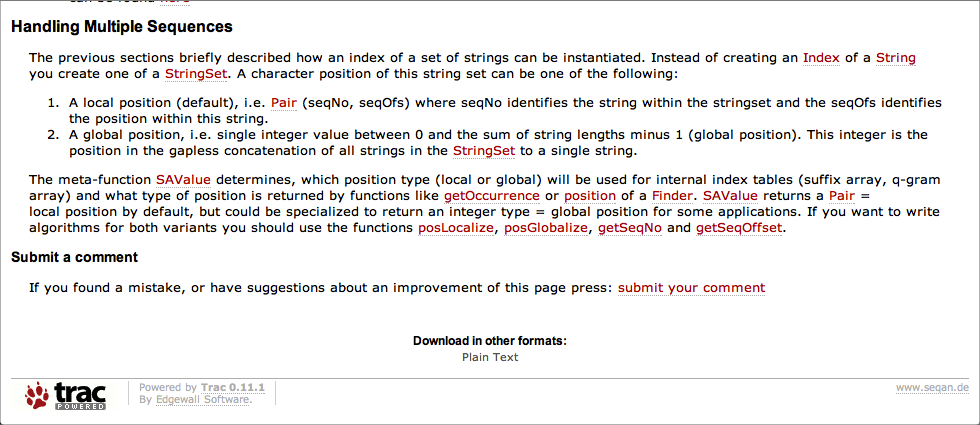 can be found here
Handling Multiple Sequences
The previous sections briefly described how an index of a set of strings can be instantiated. Instead of creating an Index of a String
you create one of a StringSet. A character position of this string set can be one of the following:
1. A local position (default), i.e. Pair (seqNo, seqOfs) where seqNo identifies the string within the stringset and the seqOfs identifies
the position within this string.
2. A global position, i.e. single integer value between 0 and the sum of string lengths minus 1 (global position). This integer is the
position in the gapless concatenation of all strings in the StringSet to a single string.
The meta-function SAValue determines, which position type (local or global) will be used for internal index tables (suffix array, q-gram
array) and what type of position is returned by functions like getOccurrence or position of a Finder. SAValue returns a Pair =
local position by default, but could be specialized to return an integer type = global position for some applications. If you want to write
algorithms for both variants you should use the functions posLocalize, posGlobalize, getSeqNo and getSeqOffset.
Submit a comment
If you found a mistake, or have suggestions about an improvement of this page press: submit your comment
Download in other formats:
Plain Text
trac
POWERED
Powered by Trac 0.11.1
By Edgewall Software.
www.seqan.de